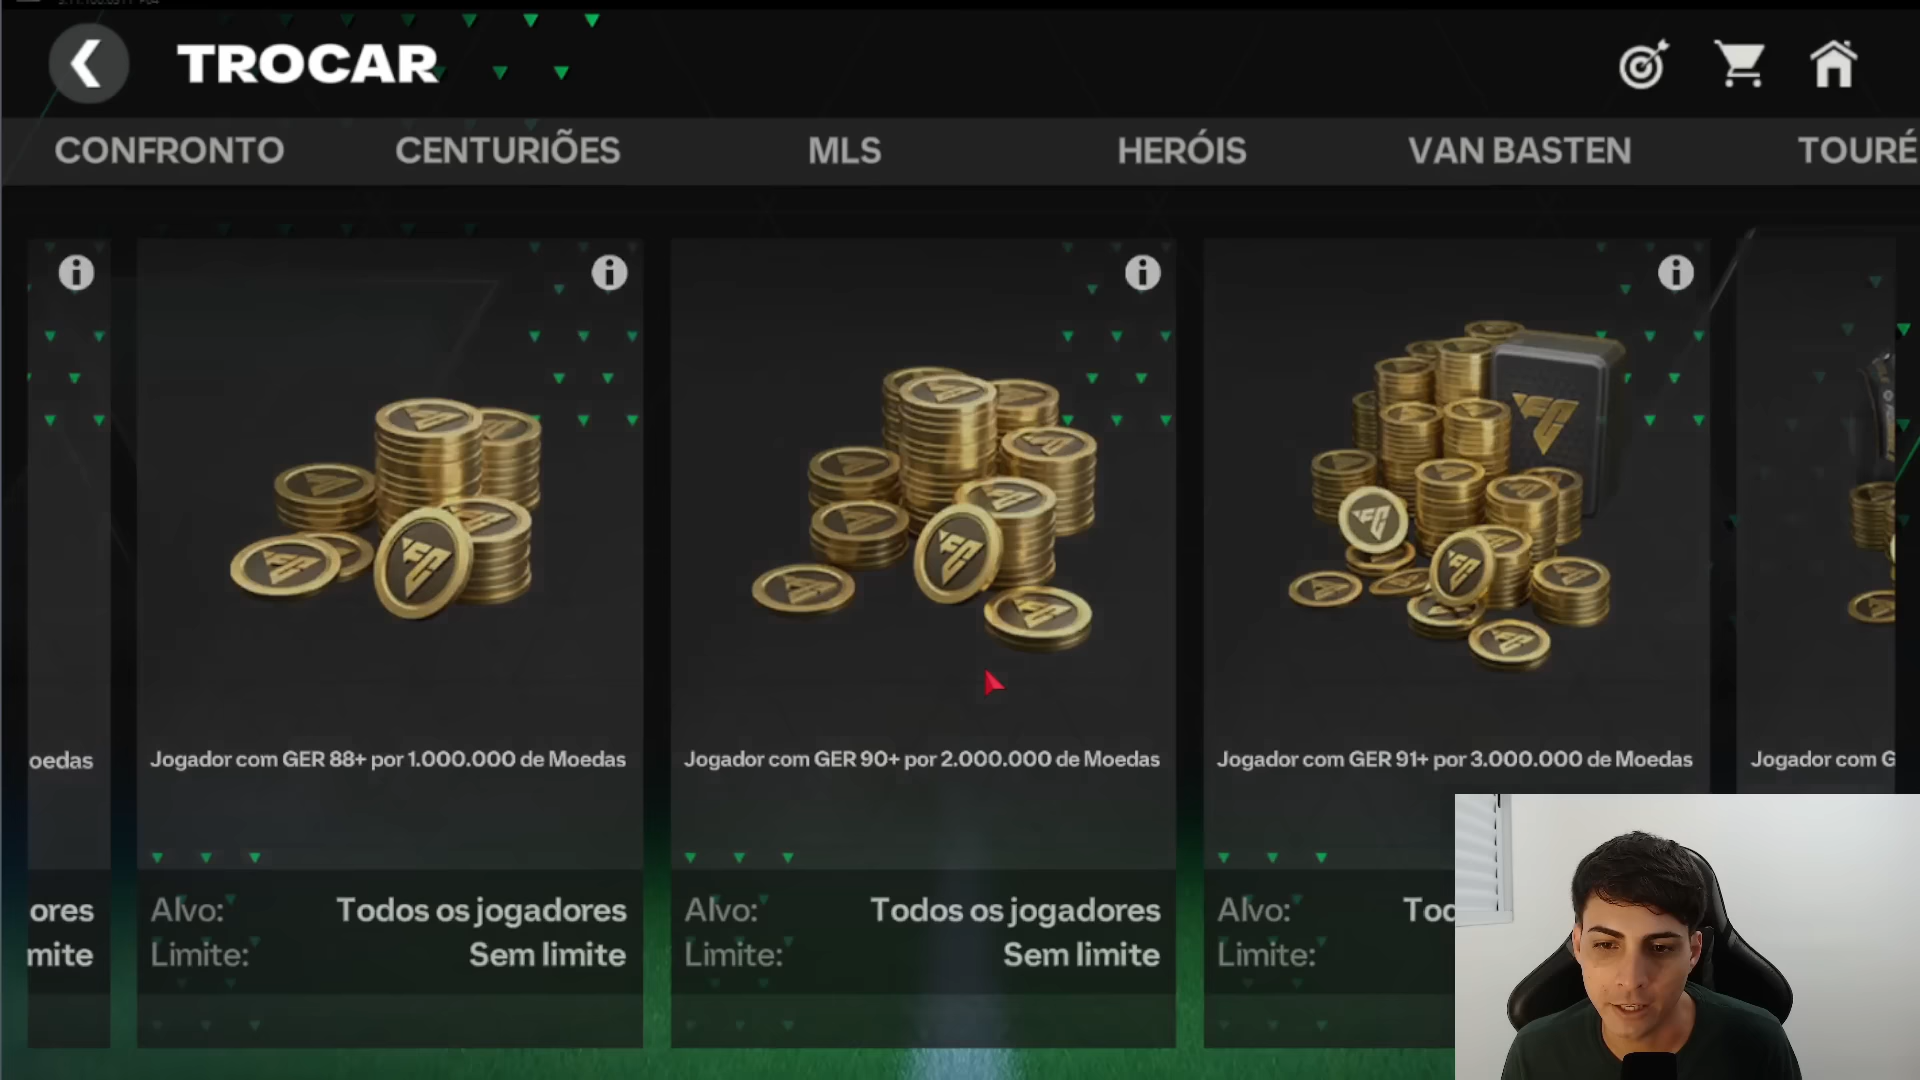 TROCAR
CONFRONTO CENTURIÕES MLS HERÓIS VAN BASTEN TOURÉ
oedas
Jogador com GER 88+ por 1.000.000 de Moedas
Jogador com GER 90+ por 2.000.000 de Moedas
Jogador com GER 91+ por 3.000.000 de Moedas
Jogador com G
ores
mite
Alvo: Todos os jogadores
Limite: Sem limite
Alvo: Todos os jogadores
Limite: Sem limite
Alvo: Tod
Limite: